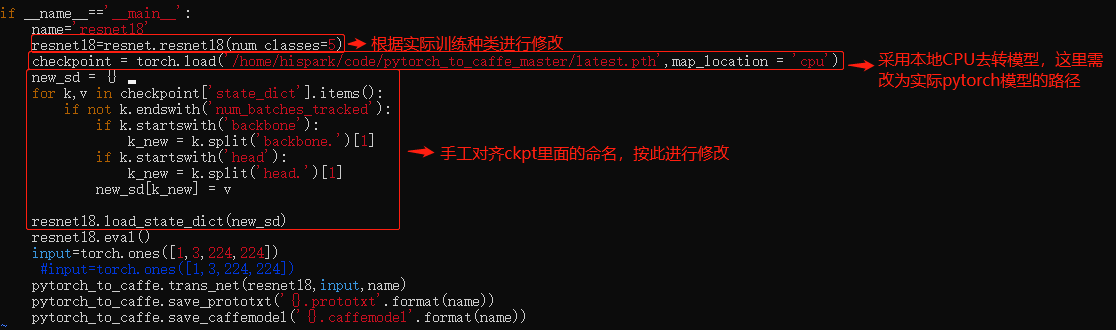 if __name__=='__main__':
name='resnet18'
resnet18=resnet.resnet18(num_classes=5)
根据实际训练种类进行修改
checkpoint = torch.load('/home/hispark/code/pytorch_to_caffe_master/latest.pth',map_location = 'cpu')
采用本地CPU去转模型，这里需
改为实际pytorch模型的路径
new_sd = {}
for k,v in checkpoint['state_dict'].items():
if not k.endswith('num_batches_tracked'):
if k.startswith('backbone'):
k_new = k.split('backbone.')[1]
手工对齐ckpt里面的命名，按此进行修改
if k.startswith('head'):
k_new = k.split('head.')[1]
new_sd[k_new] = v
resnet18.load_state_dict(new_sd)
resnet18.eval()
input=torch.ones([1,3,224,224])
#input=torch.ones([1,3,224,224])
pytorch_to_caffe.trans_net(resnet18,input,name)
pytorch_to_caffe.save_prototxt('{}.prototxt'.format(name))
pytorch_to_caffe.save_caffemodel('{}.caffemodel'.format(name))
~